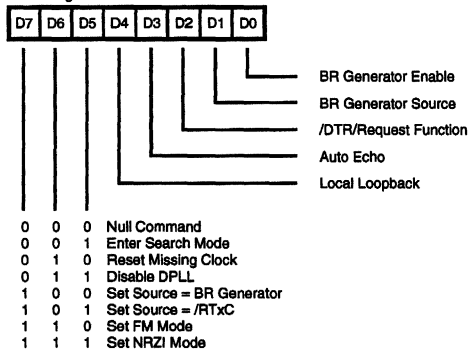 D7 D6 D5 D4 D3 D2 D1 D0
BR Generator Enable
BR Generator Source
/DTR/Request Function
Auto Echo
Local Loopback
0 0 0 Null Command
0 0 1 Enter Search Mode
0 1 0 Reset Missing Clock
0 1 1 Disable DPLL
1 0 0 Set Source = BR Generator
1 0 1 Set Source = /RTxC
1 1 0 Set FM Mode
1 1 1 Set NRZI Mode